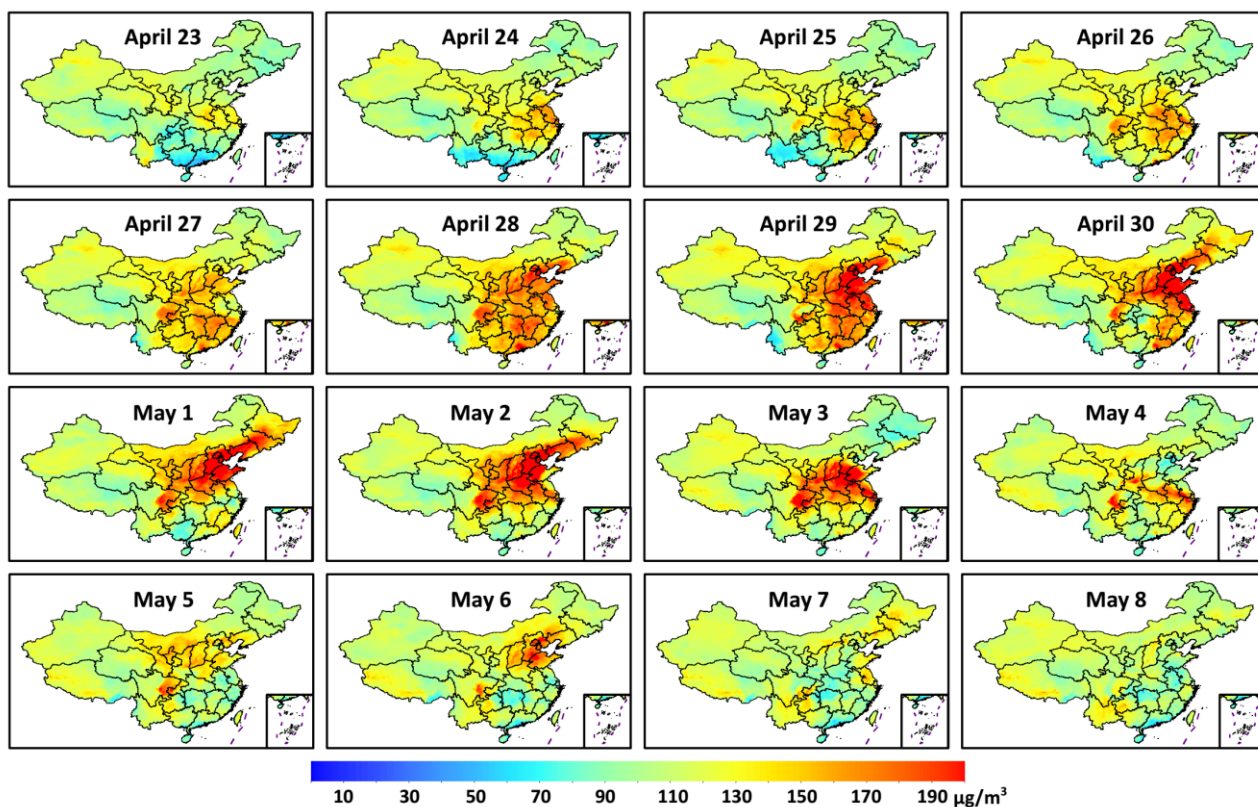 April 23
April 24
April 25
April 26
April 27
April 28
April 29
April 30
May 1
May 2
May 3
May 4
May 5
May 6
May 7
May 8
10 30 50 70 90 110 130 150 170 190 μg/m³